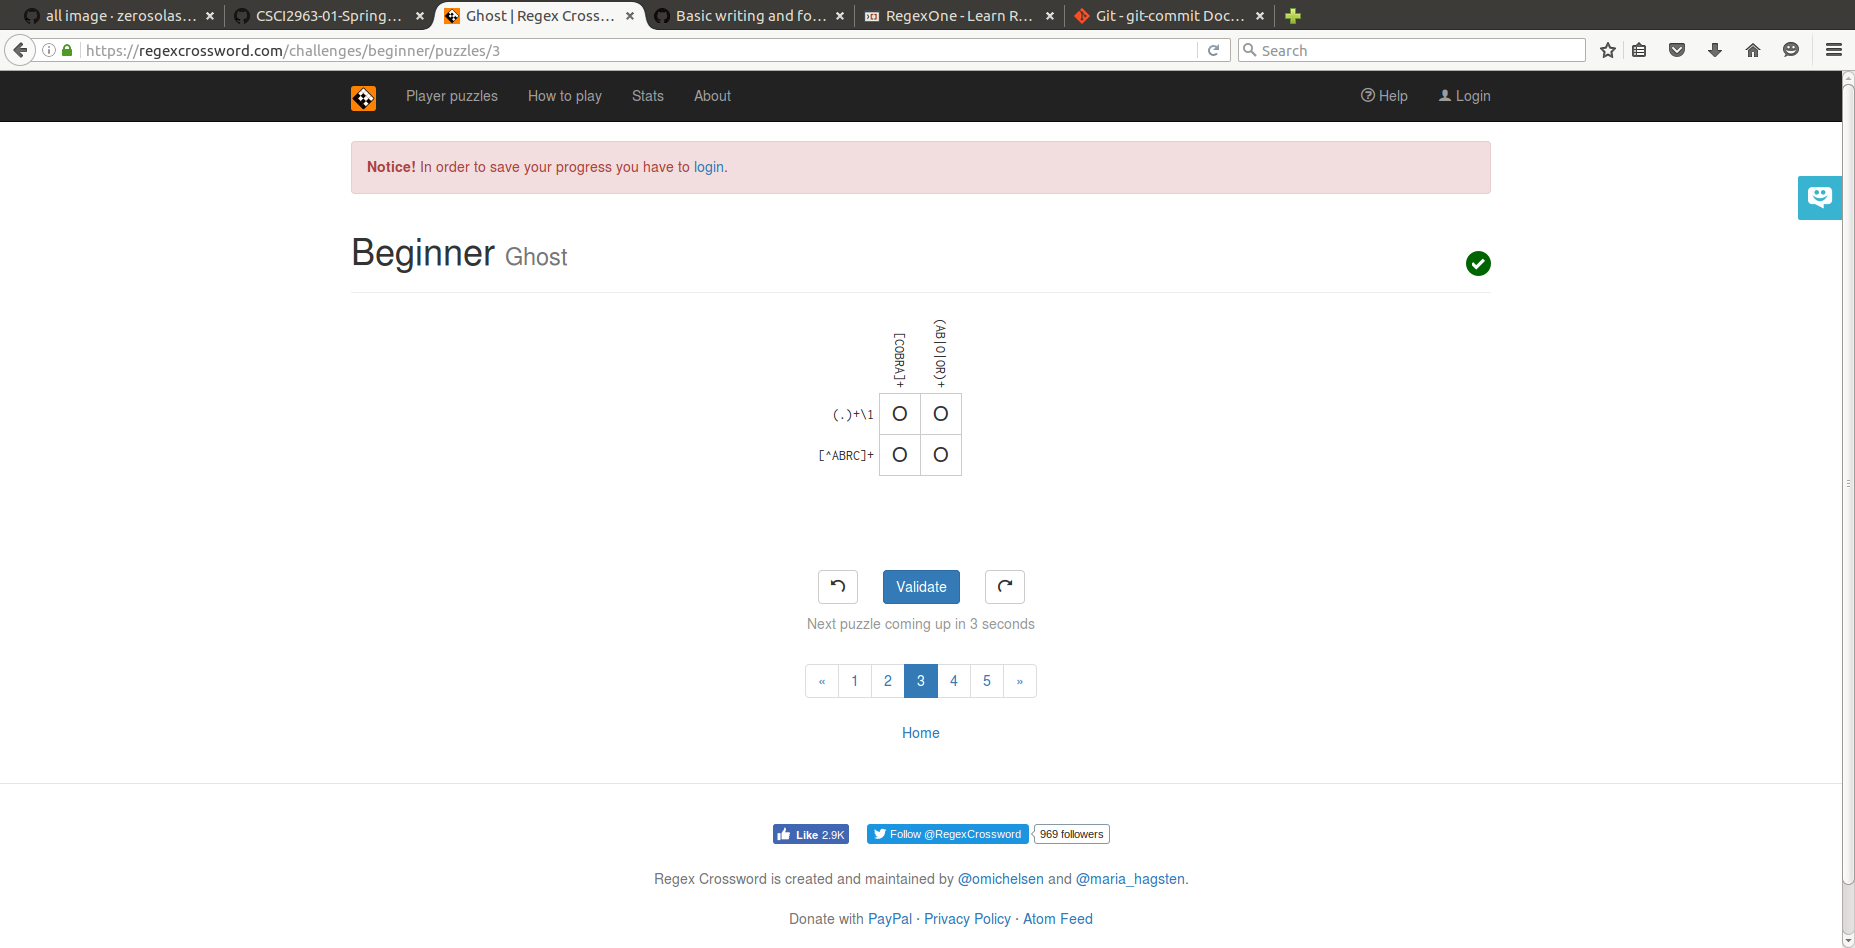 all image · zerosolas... × CSCI2963-01-Spring... × Ghost | Regex Cross... × Basic writing and fo... × RegexOne - Learn R... × Git - git-commit Doc... ×
https://regexcrossword.com/challenges/beginner/puzzles/3 Search
Player puzzles How to play Stats About Help Login
Notice! In order to save your progress you have to login.
Beginner Ghost
[COBRA]+ (AB|O|OR)+
(.)+\1 O O
[^ABRC]+ O O
Validate
Next puzzle coming up in 3 seconds
« 1 2 3 4 5 »
Home
Like 2.9K Follow @RegexCrossword 969 followers
Regex Crossword is created and maintained by @omichelsen and @maria_hagsten.
Donate with PayPal · Privacy Policy · Atom Feed